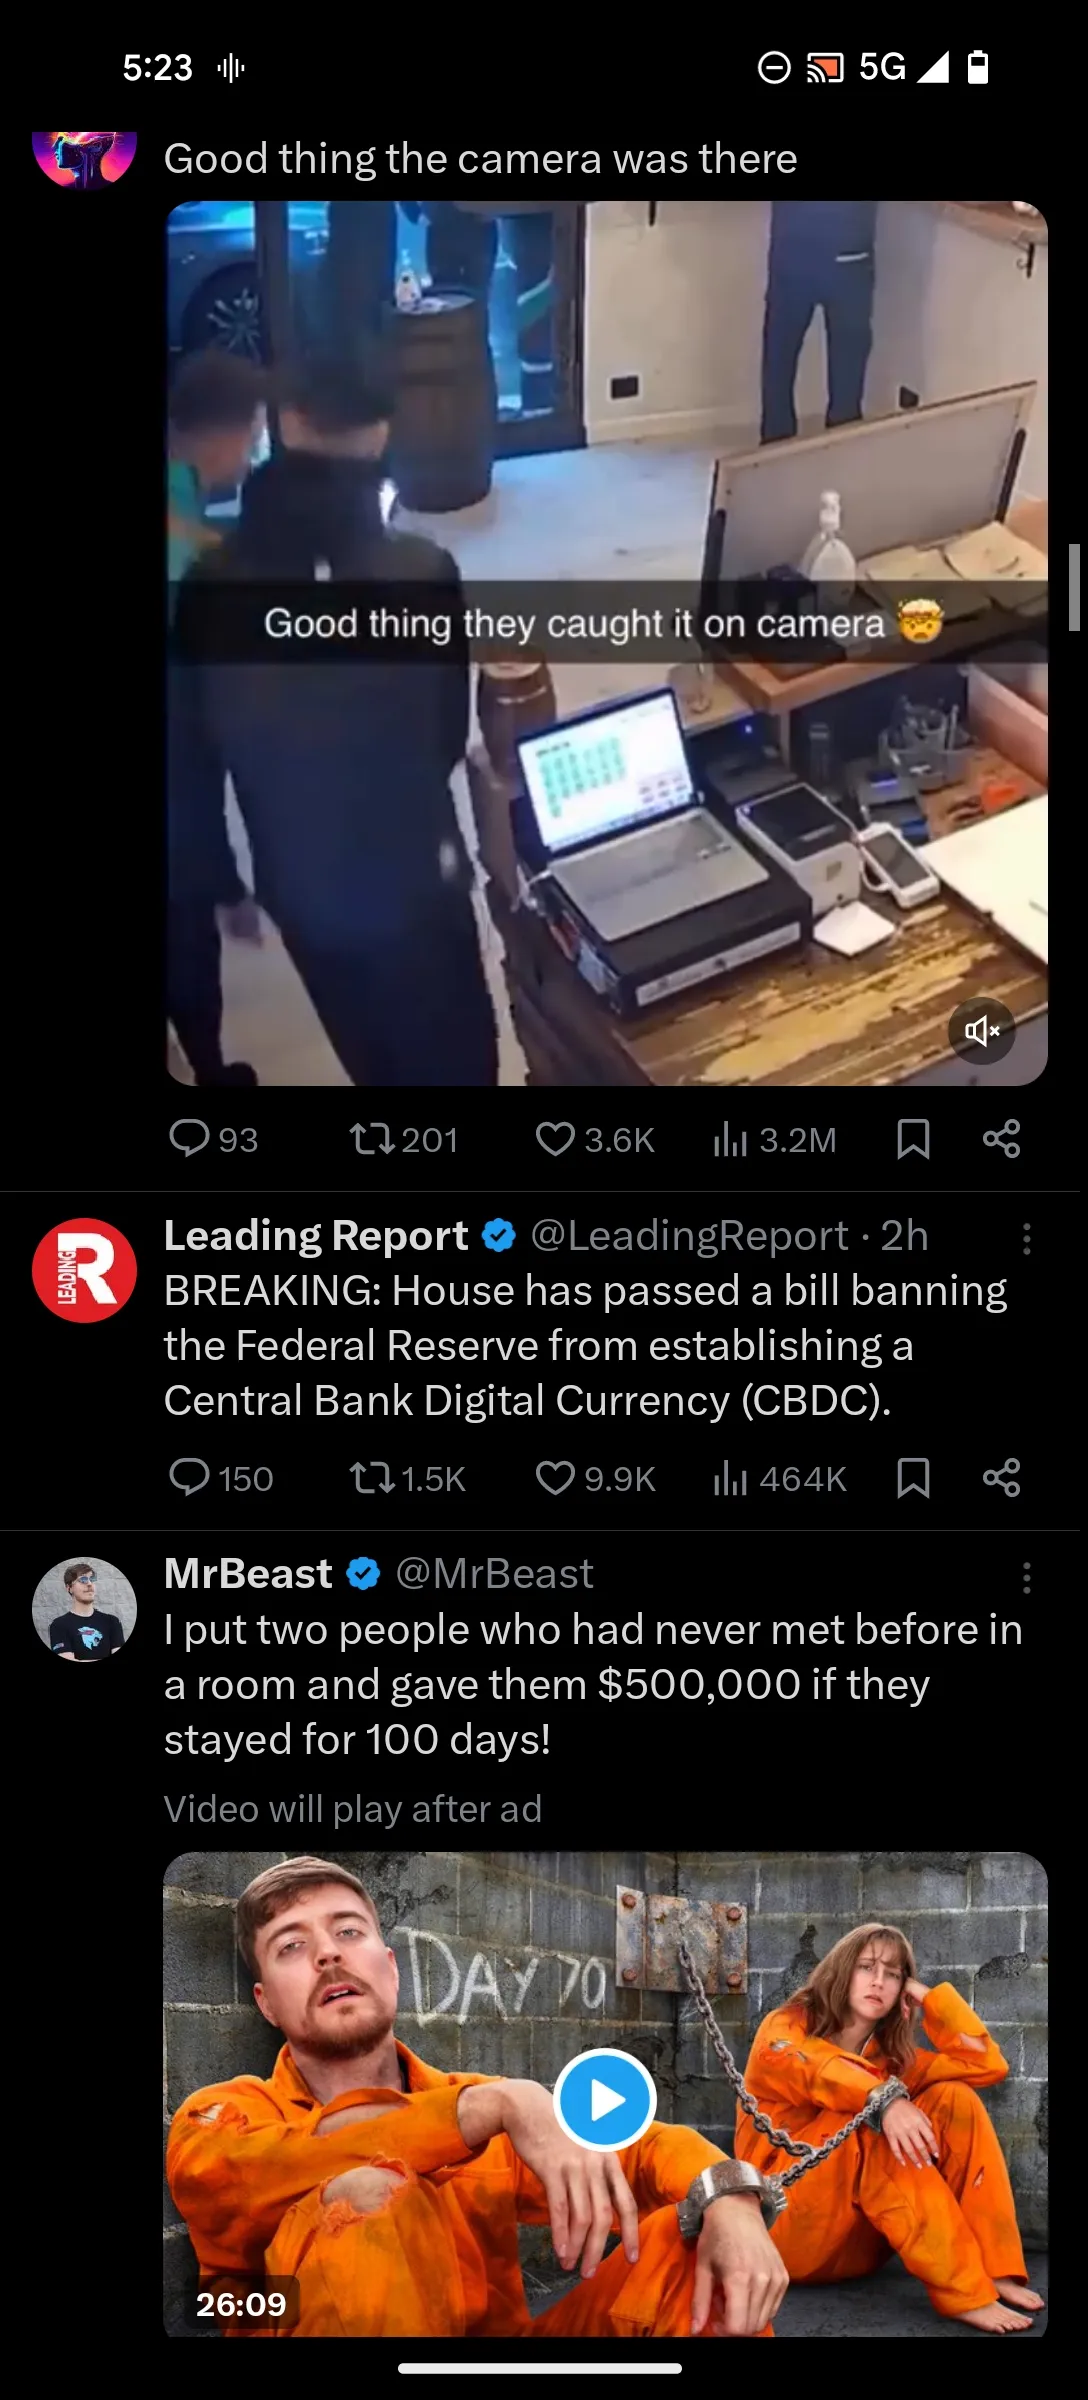 5:23
5G
Good thing the camera was there
Good thing they caught it on camera 🤯
93 201 3.6K 3.2M
LEADING R
Leading Report @LeadingReport · 2h
BREAKING: House has passed a bill banning
the Federal Reserve from establishing a
Central Bank Digital Currency (CBDC).
150 1.5K 9.9K 464K
MrBeast @MrBeast
I put two people who had never met before in
a room and gave them $500,000 if they
stayed for 100 days!
Video will play after ad
DAY 70
26:09